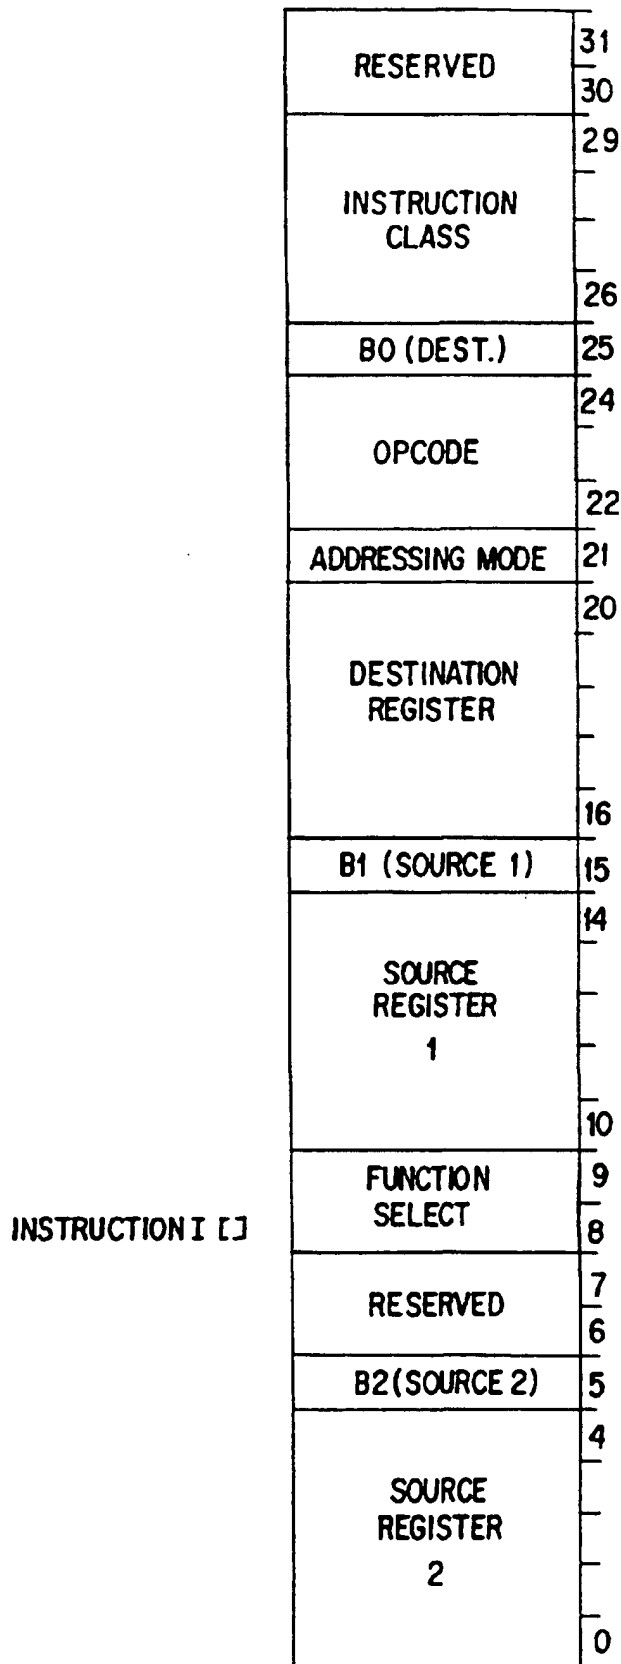 RESERVED
31
30
INSTRUCTION
CLASS
29
26
B0 (DEST.)
25
OPCODE
24
22
ADDRESSING MODE
21
DESTINATION
REGISTER
20
16
B1 (SOURCE 1)
15
SOURCE
REGISTER
1
14
10
FUNCTION
SELECT
9
8
INSTRUCTION I []
RESERVED
7
6
B2(SOURCE 2)
5
SOURCE
REGISTER
2
4
0